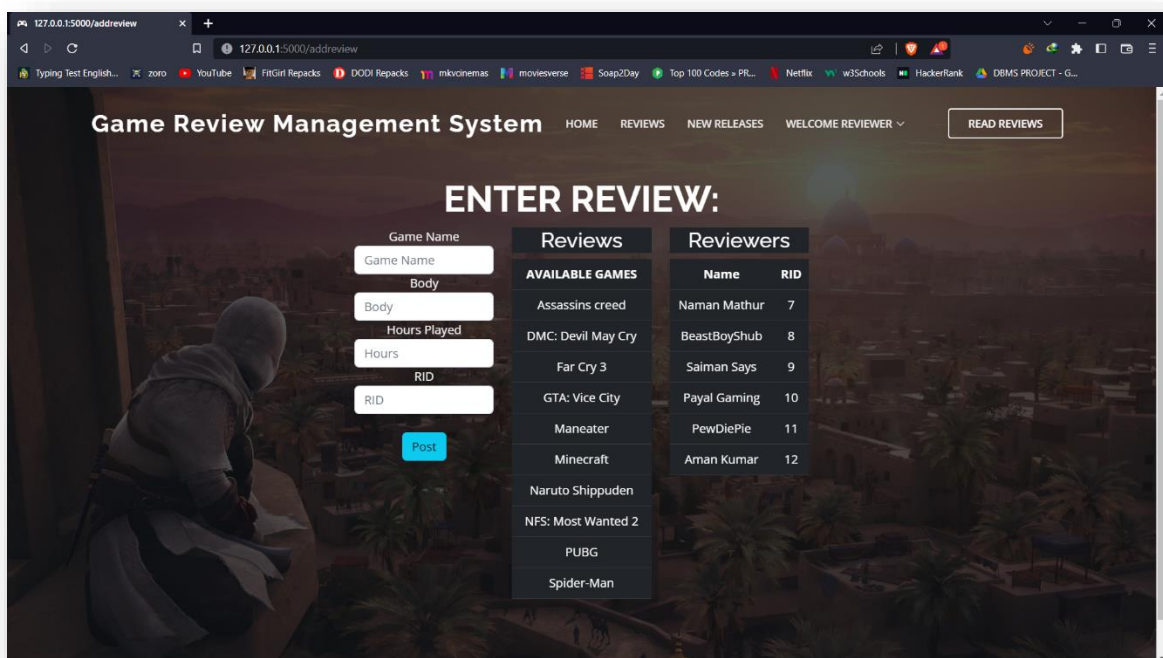 127.0.0.1:5000/addreview
127.0.0.1:5000/addreview
Typing Test English... zoro YouTube FitGirl Repacks DODI Repacks mkvcinemas moviesverse Soap2Day Top 100 Codes » PR... Netflix w3Schools HackerRank DBMS PROJECT - G...
Game Review Management System HOME REVIEWS NEW RELEASES WELCOME REVIEWER READ REVIEWS
ENTER REVIEW:
Game Name
Game Name
Body
Body
Hours Played
Hours
RID
RID
Post
Reviews
AVAILABLE GAMES
Assassins creed
DMC: Devil May Cry
Far Cry 3
GTA: Vice City
Maneater
Minecraft
Naruto Shippuden
NFS: Most Wanted 2
PUBG
Spider-Man
Reviewers
Name RID
Naman Mathur 7
BeastBoyShub 8
Saiman Says 9
Payal Gaming 10
PewDiePie 11
Aman Kumar 12